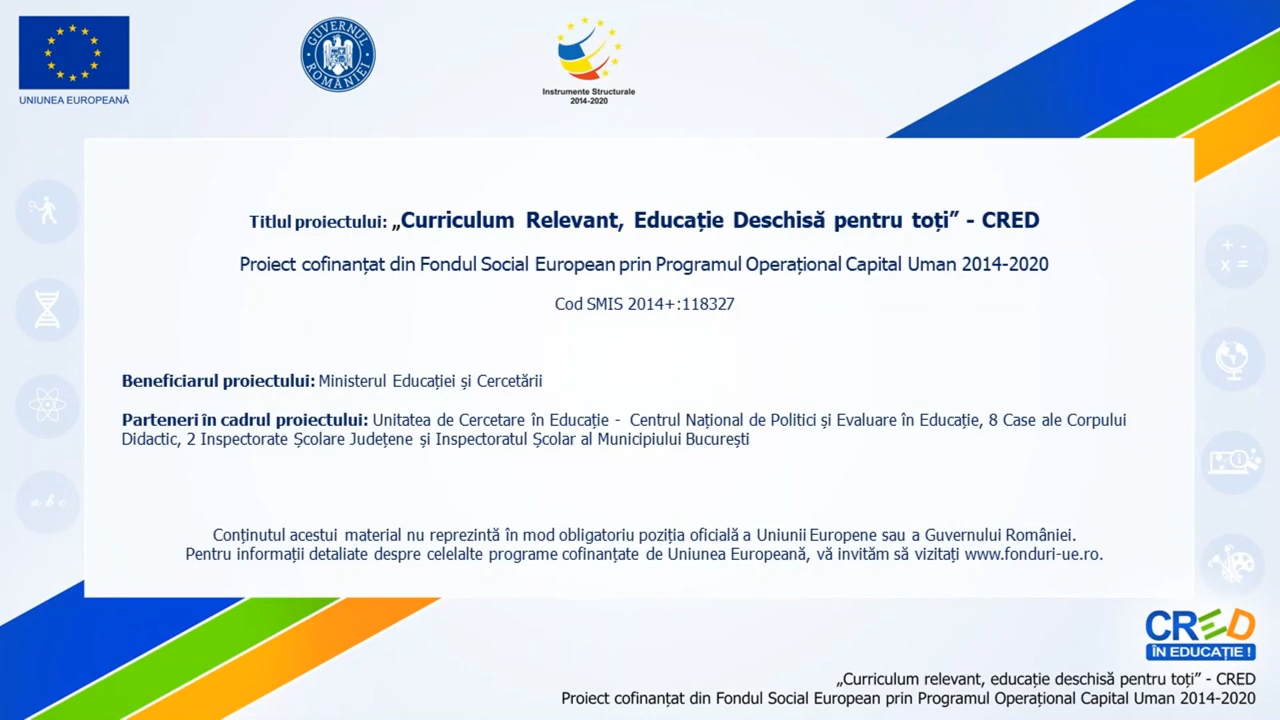 UNIUNEA EUROPEANĂ
GUVERNUL ROMÂNIEI
Instrumente Structurale
2014-2020
Titlul proiectului: „Curriculum Relevant, Educație Deschisă pentru toți” - CRED
Proiect cofinanțat din Fondul Social European prin Programul Operațional Capital Uman 2014-2020
Cod SMIS 2014+:118327
Beneficiarul proiectului: Ministerul Educației și Cercetării
Parteneri în cadrul proiectului: Unitatea de Cercetare în Educație - Centrul Național de Politici și Evaluare în Educație, 8 Case ale Corpului
Didactic, 2 Inspectorate Școlare Județene și Inspectoratul Școlar al Municipiului București
Conținutul acestui material nu reprezintă în mod obligatoriu poziția oficială a Uniunii Europene sau a Guvernului României.
Pentru informații detaliate despre celelalte programe cofinanțate de Uniunea Europeană, vă invităm să vizitați www.fonduri-ue.ro.
+ -
x =
a b c
CRED
ÎN EDUCAȚIE !
„Curriculum relevant, educație deschisă pentru toți” - CRED
Proiect cofinanțat din Fondul Social European prin Programul Operațional Capital Uman 2014-2020